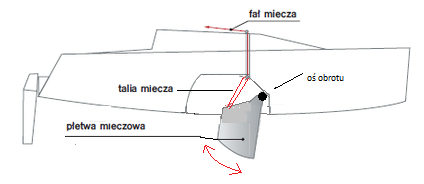 fał miecza
talia miecza
oś obrotu
płetwa mieczowa